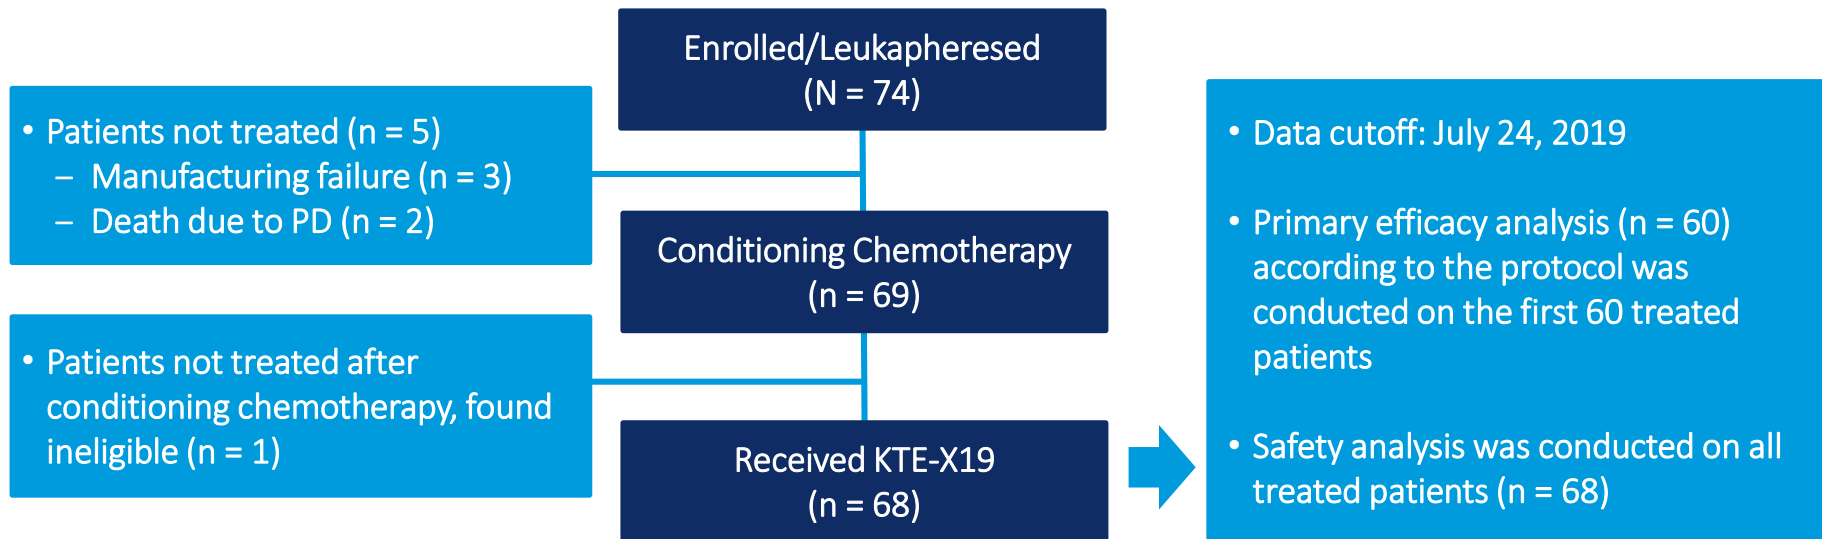 Enrolled/Leukapheresed
(N = 74)
• Patients not treated (n = 5)
– Manufacturing failure (n = 3)
– Death due to PD (n = 2)
Conditioning Chemotherapy
(n = 69)
• Patients not treated after
conditioning chemotherapy, found
ineligible (n = 1)
Received KTE-X19
(n = 68)
• Data cutoff: July 24, 2019
• Primary efficacy analysis (n = 60)
according to the protocol was
conducted on the first 60 treated
patients
• Safety analysis was conducted on all
treated patients (n = 68)